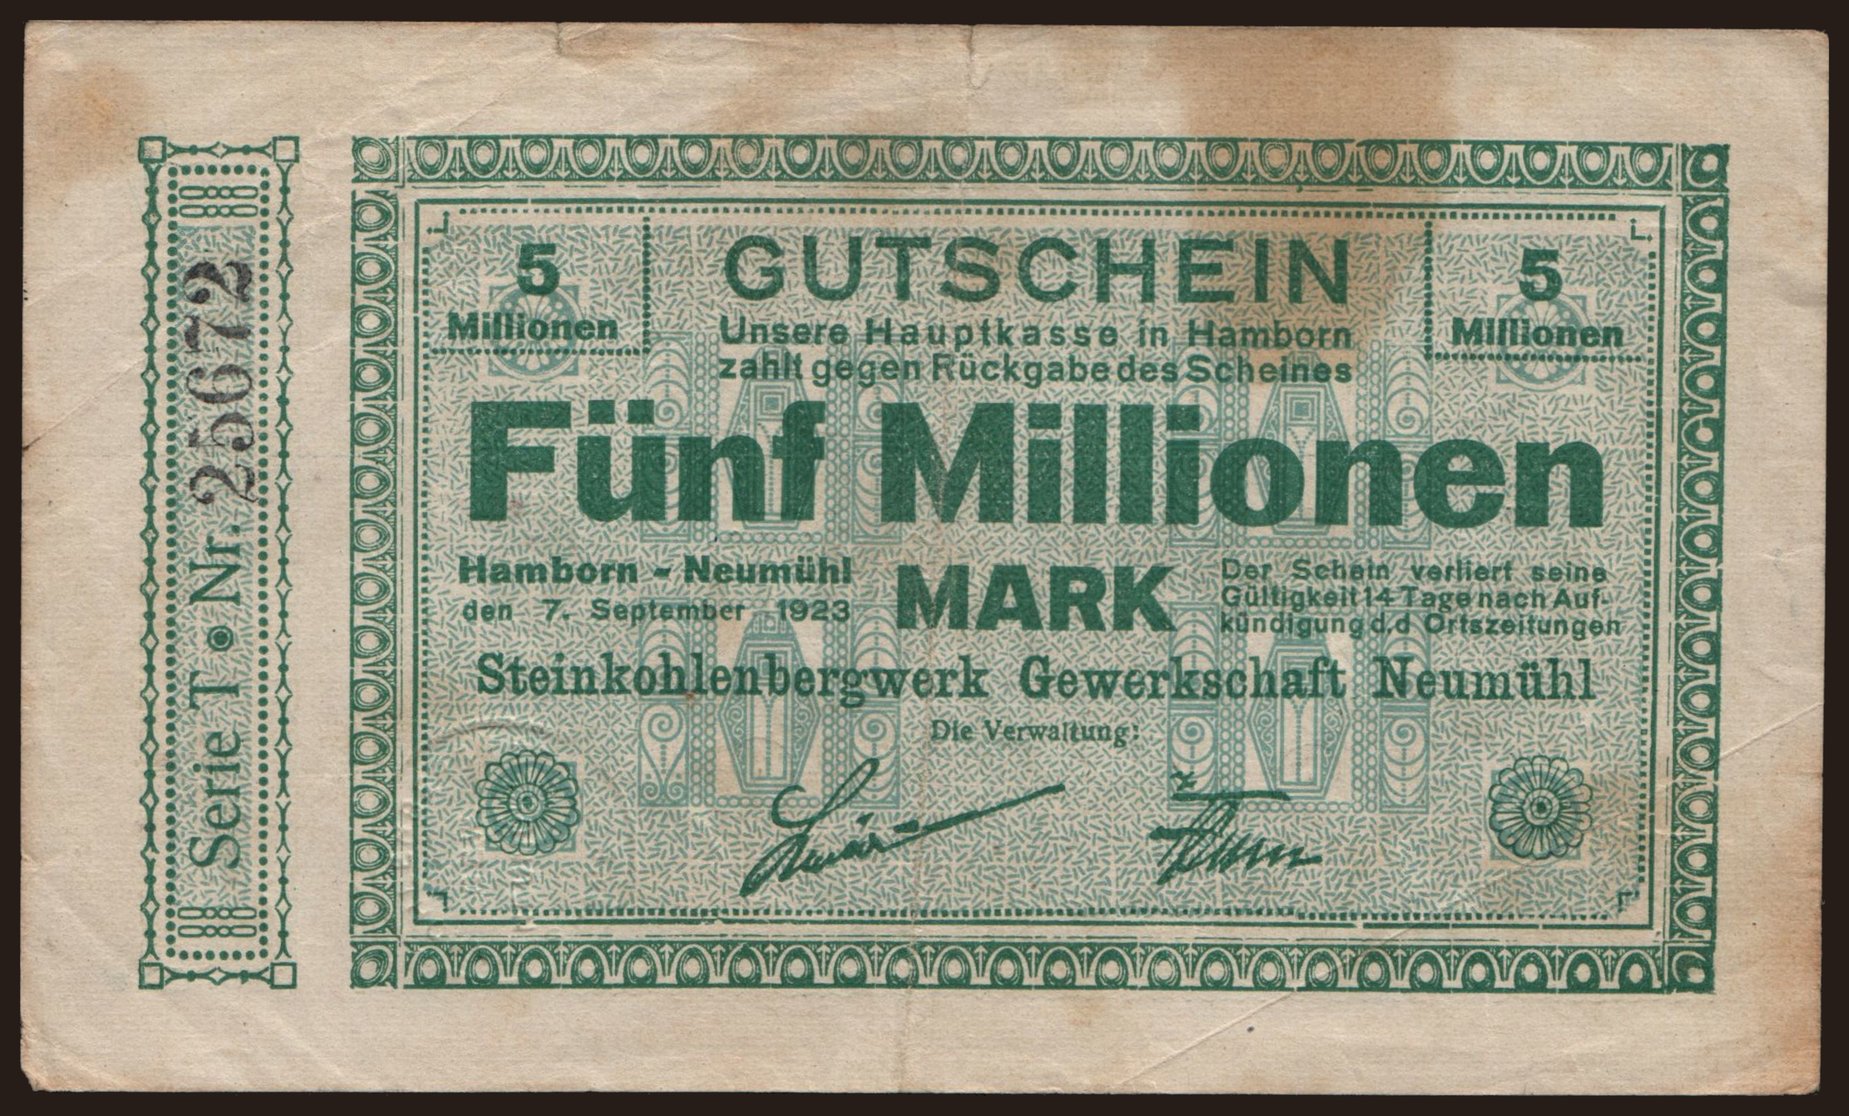 Serie T • Nr. 25672
5
Millionen
GUTSCHEIN
Unsere Hauptkasse in Hamborn
zahlt gegen Rückgabe des Scheines
5
Millionen
Fünf Millionen
MARK
Hamborn - Neumühl
den 7. September 1923
Der Schein verliert seine
Gültigkeit 14 Tage nach Auf-
kündigung d.d Ortszeitungen
Steinkohlenbergwerk Gewerkschaft Neumühl
Die Verwaltung: